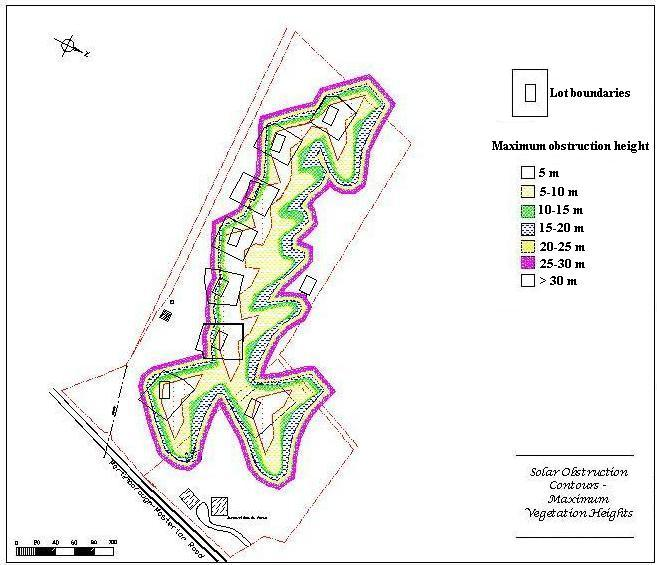 Lot boundaries
Maximum obstruction height
5 m
5-10 m
10-15 m
15-20 m
20-25 m
25-30 m
> 30 m
Solar Obstruction
Contours -
Maximum
Vegetation Heights
0 20 40 60 80 100